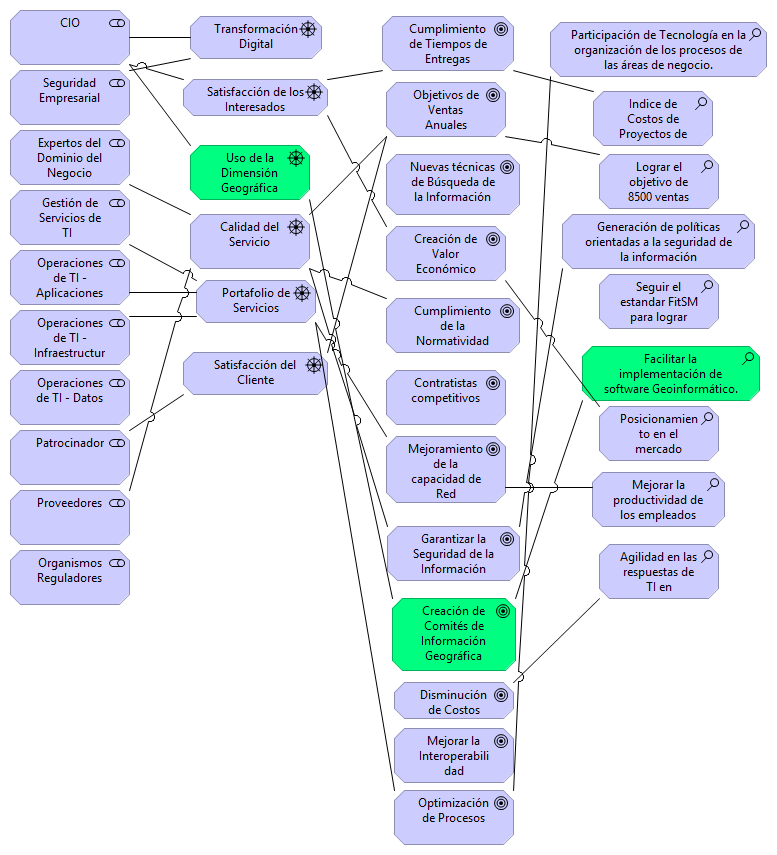 CIO
Seguridad
Empresarial
Expertos del
Dominio del
Negocio
Gestión de
Servicios de
TI
Operaciones
de TI -
Aplicaciones
Operaciones
de TI -
Infraestructur
Operaciones
de TI - Datos
Patrocinador
Proveedores
Organismos
Reguladores
Transformación
Digital
Satisfacción de los
Interesados
Uso de la
Dimensión
Geográfica
Calidad del
Servicio
Portafolio de
Servicios
Satisfacción del
Cliente
Cumplimiento
de Tiempos de
Entregas
Objetivos de
Ventas
Anuales
Nuevas técnicas
de Búsqueda de
la Información
Creación de
Valor
Económico
Cumplimiento
de la
Normatividad
Contratistas
competitivos
Mejoramiento
de la
capacidad de
Red
Garantizar la
Seguridad de la
Información
Creación de
Comités de
Información
Geográfica
Disminución
de Costos
Mejorar la
Interoperabili
dad
Optimización
de Procesos
Participación de Tecnología en la
organización de los procesos de
las áreas de negocio.
Indice de
Costos de
Proyectos de
Lograr el
objetivo de
8500 ventas
Generación de políticas
orientadas a la seguridad de
la información
Seguir el
estandar FitSM
para lograr
Facilitar la
implementación de
software Geoinformático.
Posicionamien
to en el
mercado
Mejorar la
productividad de
los empleados
Agilidad en las
respuestas de
TI en